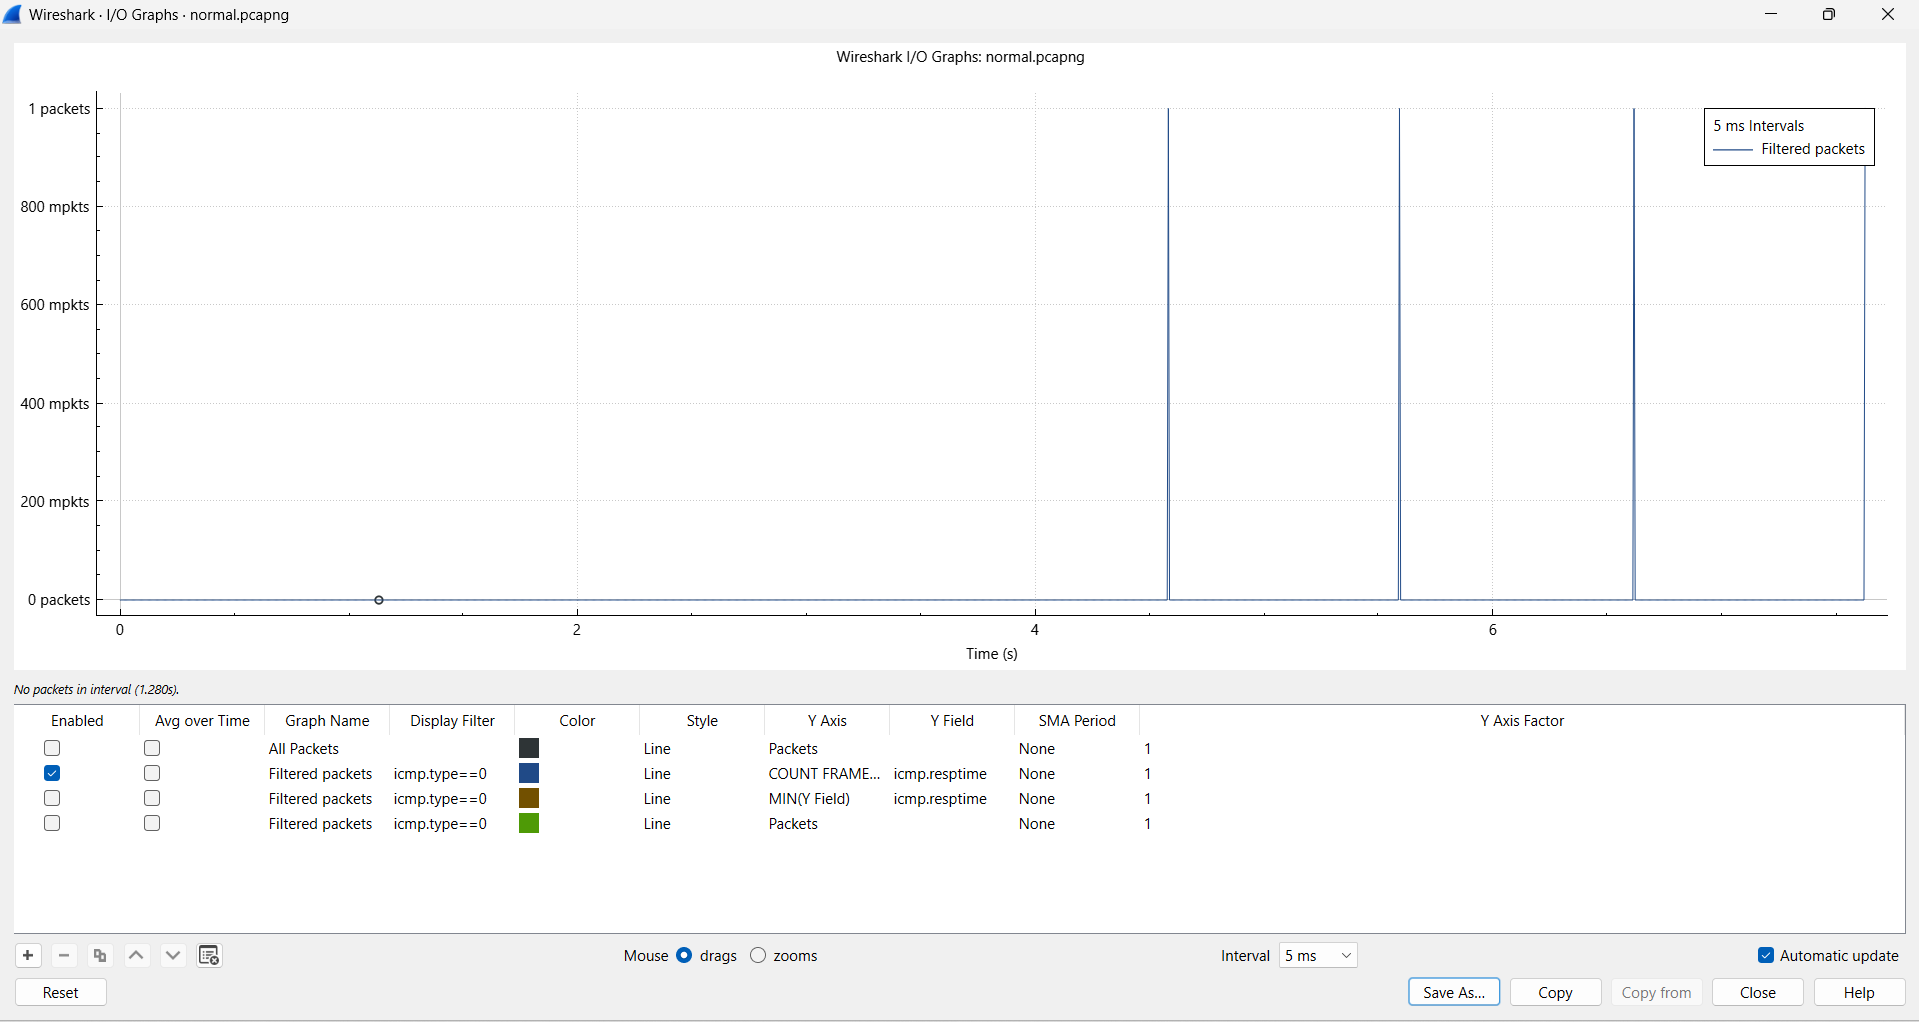 Wireshark · I/O Graphs · normal.pcapng
Wireshark I/O Graphs: normal.pcapng
1 packets
800 mpkts
600 mpkts
400 mpkts
200 mpkts
0 packets
5 ms Intervals
Filtered packets
0 2 4 6
Time (s)
No packets in interval (1.280s).
Enabled Avg over Time Graph Name Display Filter Color Style Y Axis Y Field SMA Period Y Axis Factor
All Packets Line Packets None 1
Filtered packets icmp.type==0 Line COUNT FRAME... icmp.resptime None 1
Filtered packets icmp.type==0 Line MIN(Y Field) icmp.resptime None 1
Filtered packets icmp.type==0 Line Packets None 1
Mouse drags zooms Interval 5 ms Automatic update
Reset Save As... Copy Copy from Close Help